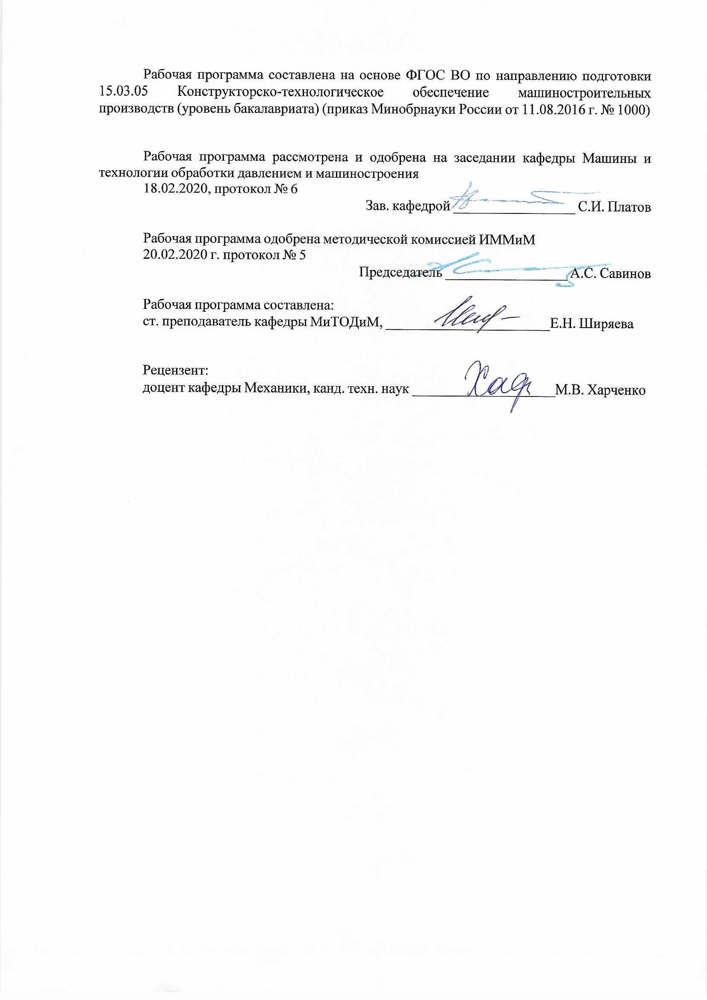 Рабочая программа составлена на основе ФГОС ВО по направлению подготовки
15.03.05 Конструкторско-технологическое обеспечение машиностроительных
производств (уровень бакалавриата) (приказ Минобрнауки России от 11.08.2016 г. № 1000)
Рабочая программа рассмотрена и одобрена на заседании кафедры Машины и
технологии обработки давлением и машиностроения
18.02.2020, протокол № 6
Зав. кафедрой ________________ С.И. Платов
Рабочая программа одобрена методической комиссией ИММиМ
20.02.2020 г. протокол № 5
Председатель ________________ А.С. Савинов
Рабочая программа составлена:
ст. преподаватель кафедры МиТОДиМ, ______________________Е.Н. Ширяева
Рецензент:
доцент кафедры Механики, канд. техн. наук ___________________М.В. Харченко